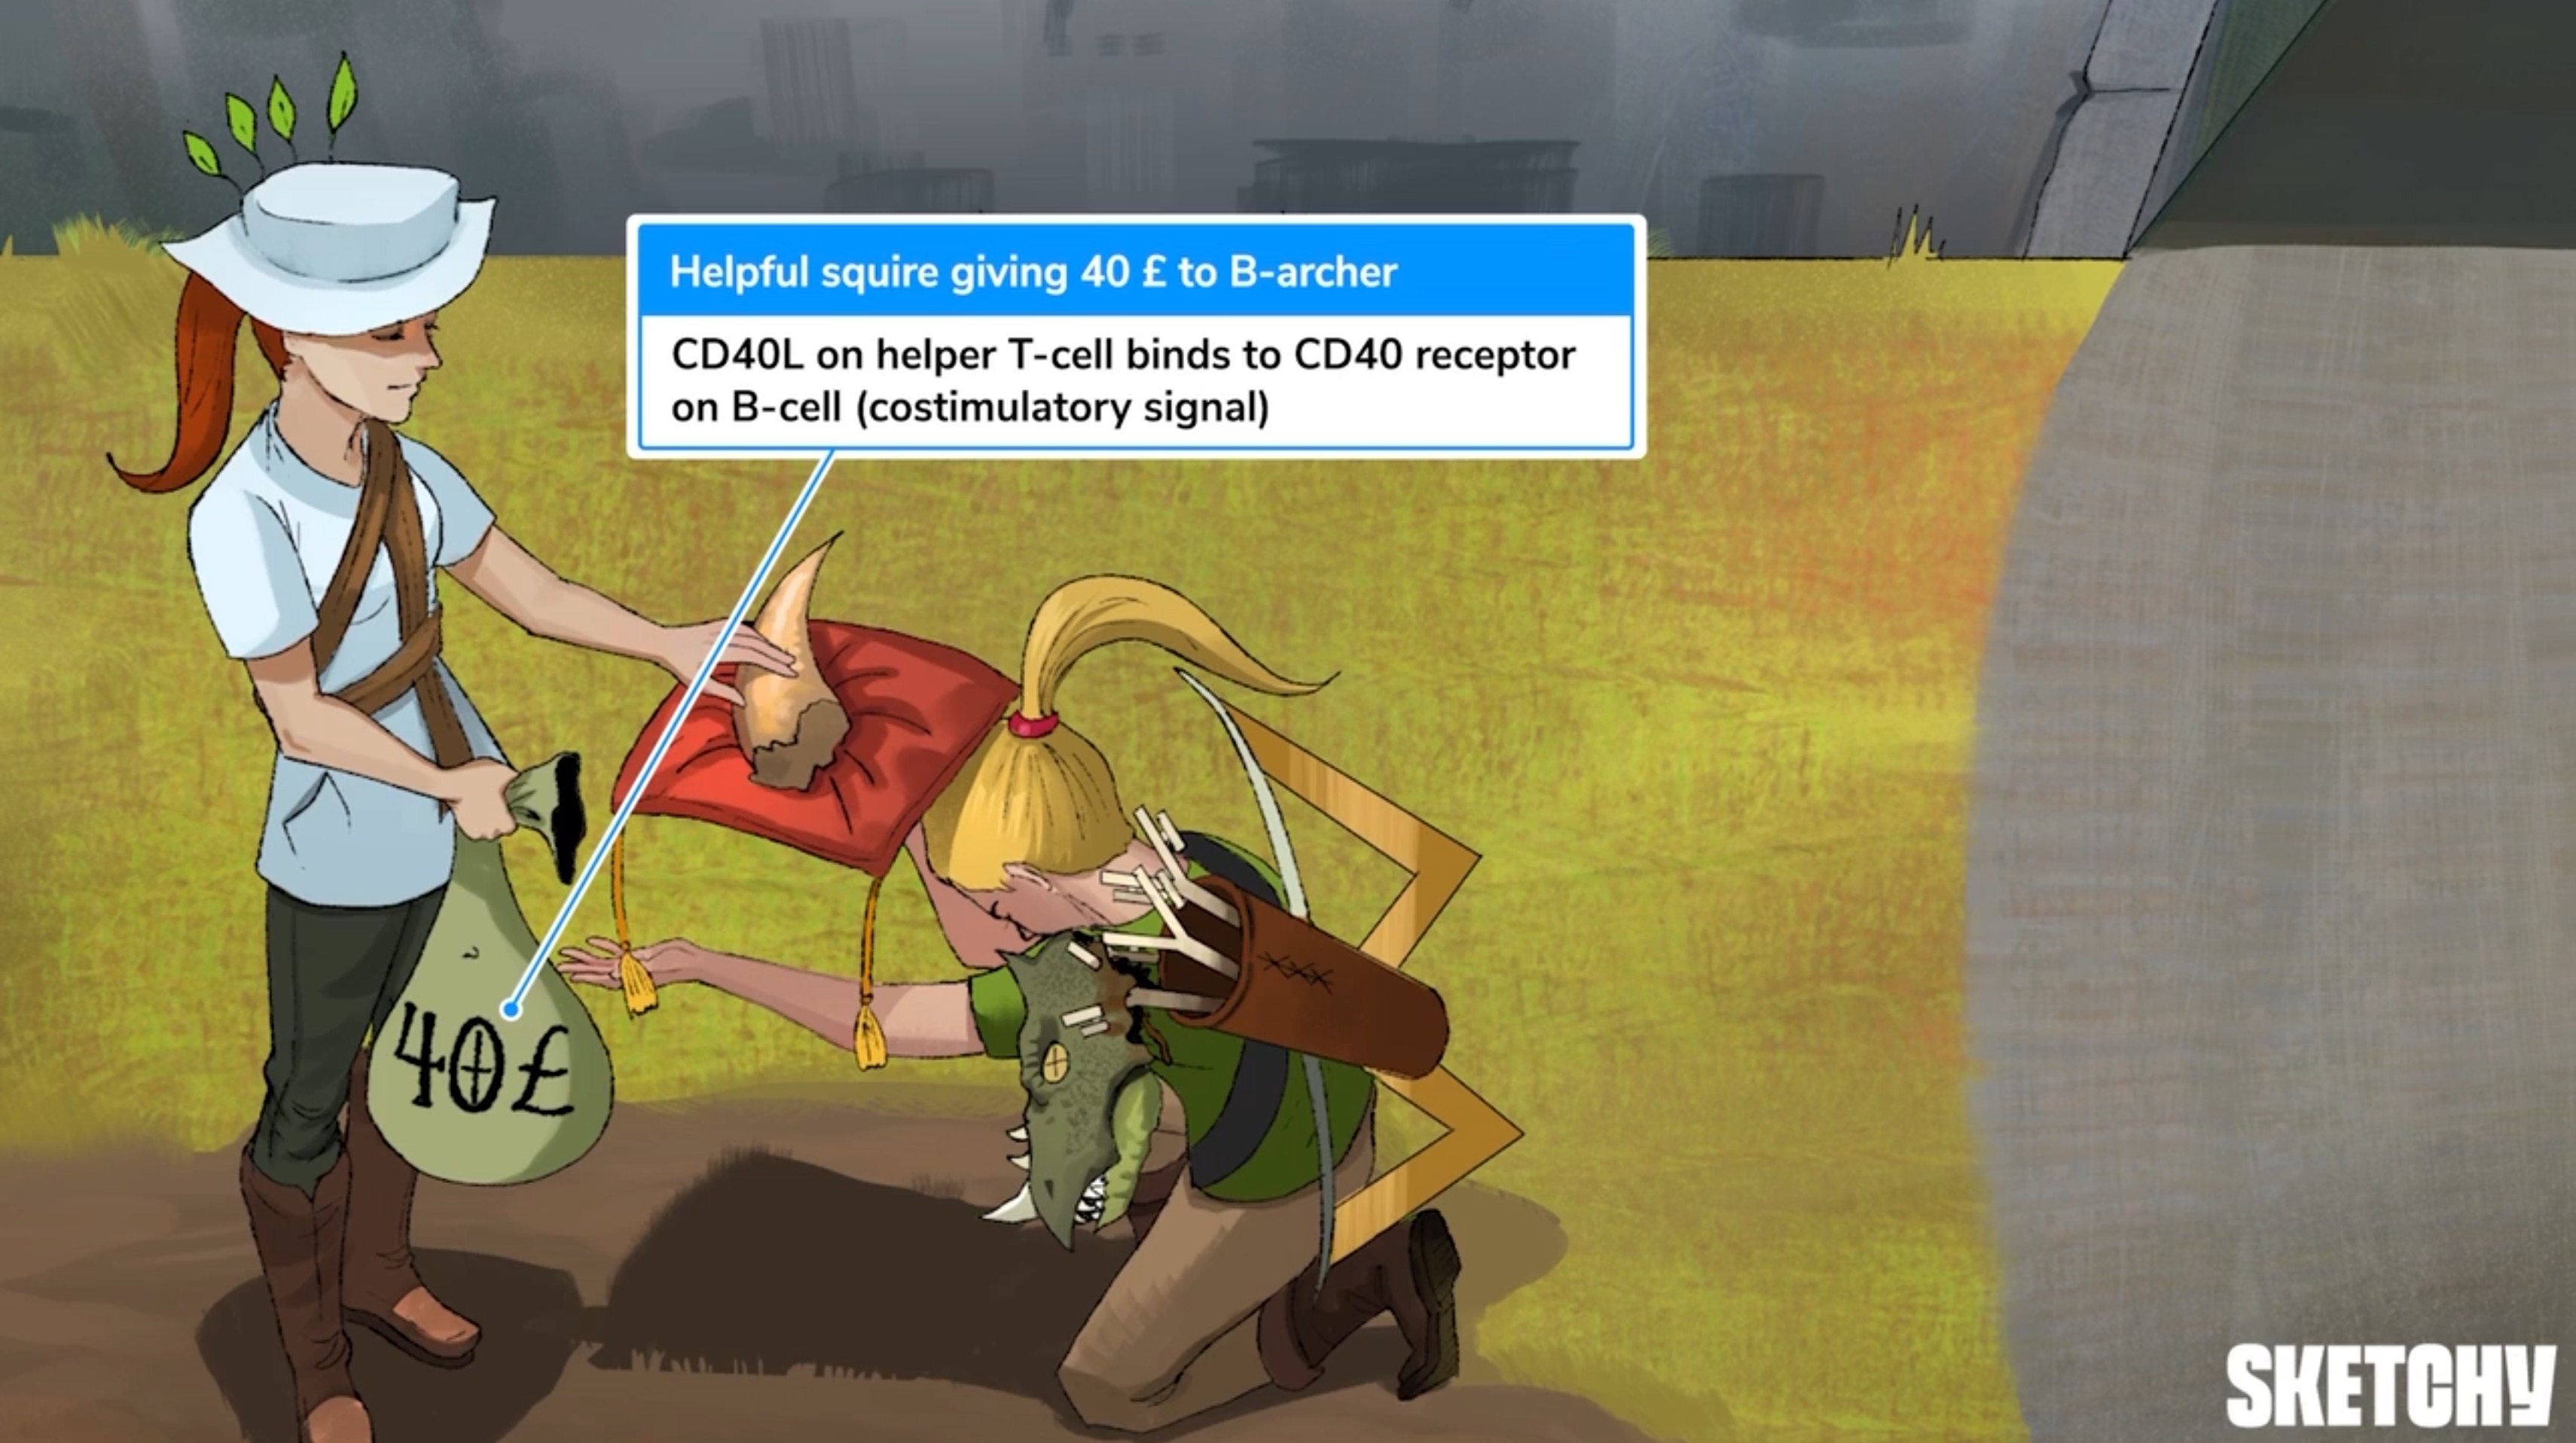 Helpful squire giving 40 £ to B-archer
CD40L on helper T-cell binds to CD40 receptor
on B-cell (costimulatory signal)
40£
SKETCHY